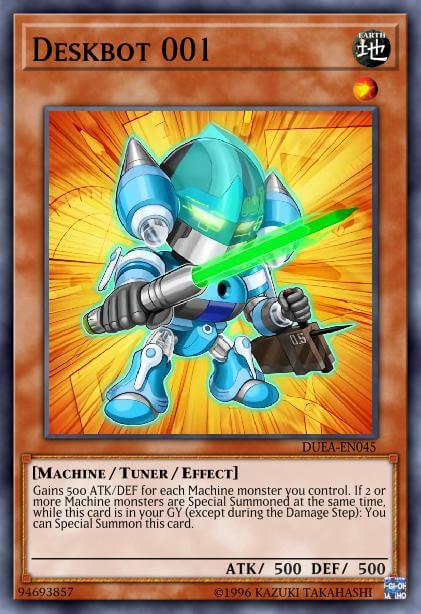 Deskbot 001
EARTH
地
0.5
DUEA-EN045
[Machine / Tuner / Effect]
Gains 500 ATK/DEF for each Machine monster you control. If 2 or
more Machine monsters are Special Summoned at the same time,
while this card is in your GY (except during the Damage Step): You
can Special Summon this card.
ATK/ 500 DEF/ 500
94693857
©1996 KAZUKI TAKAHASHI